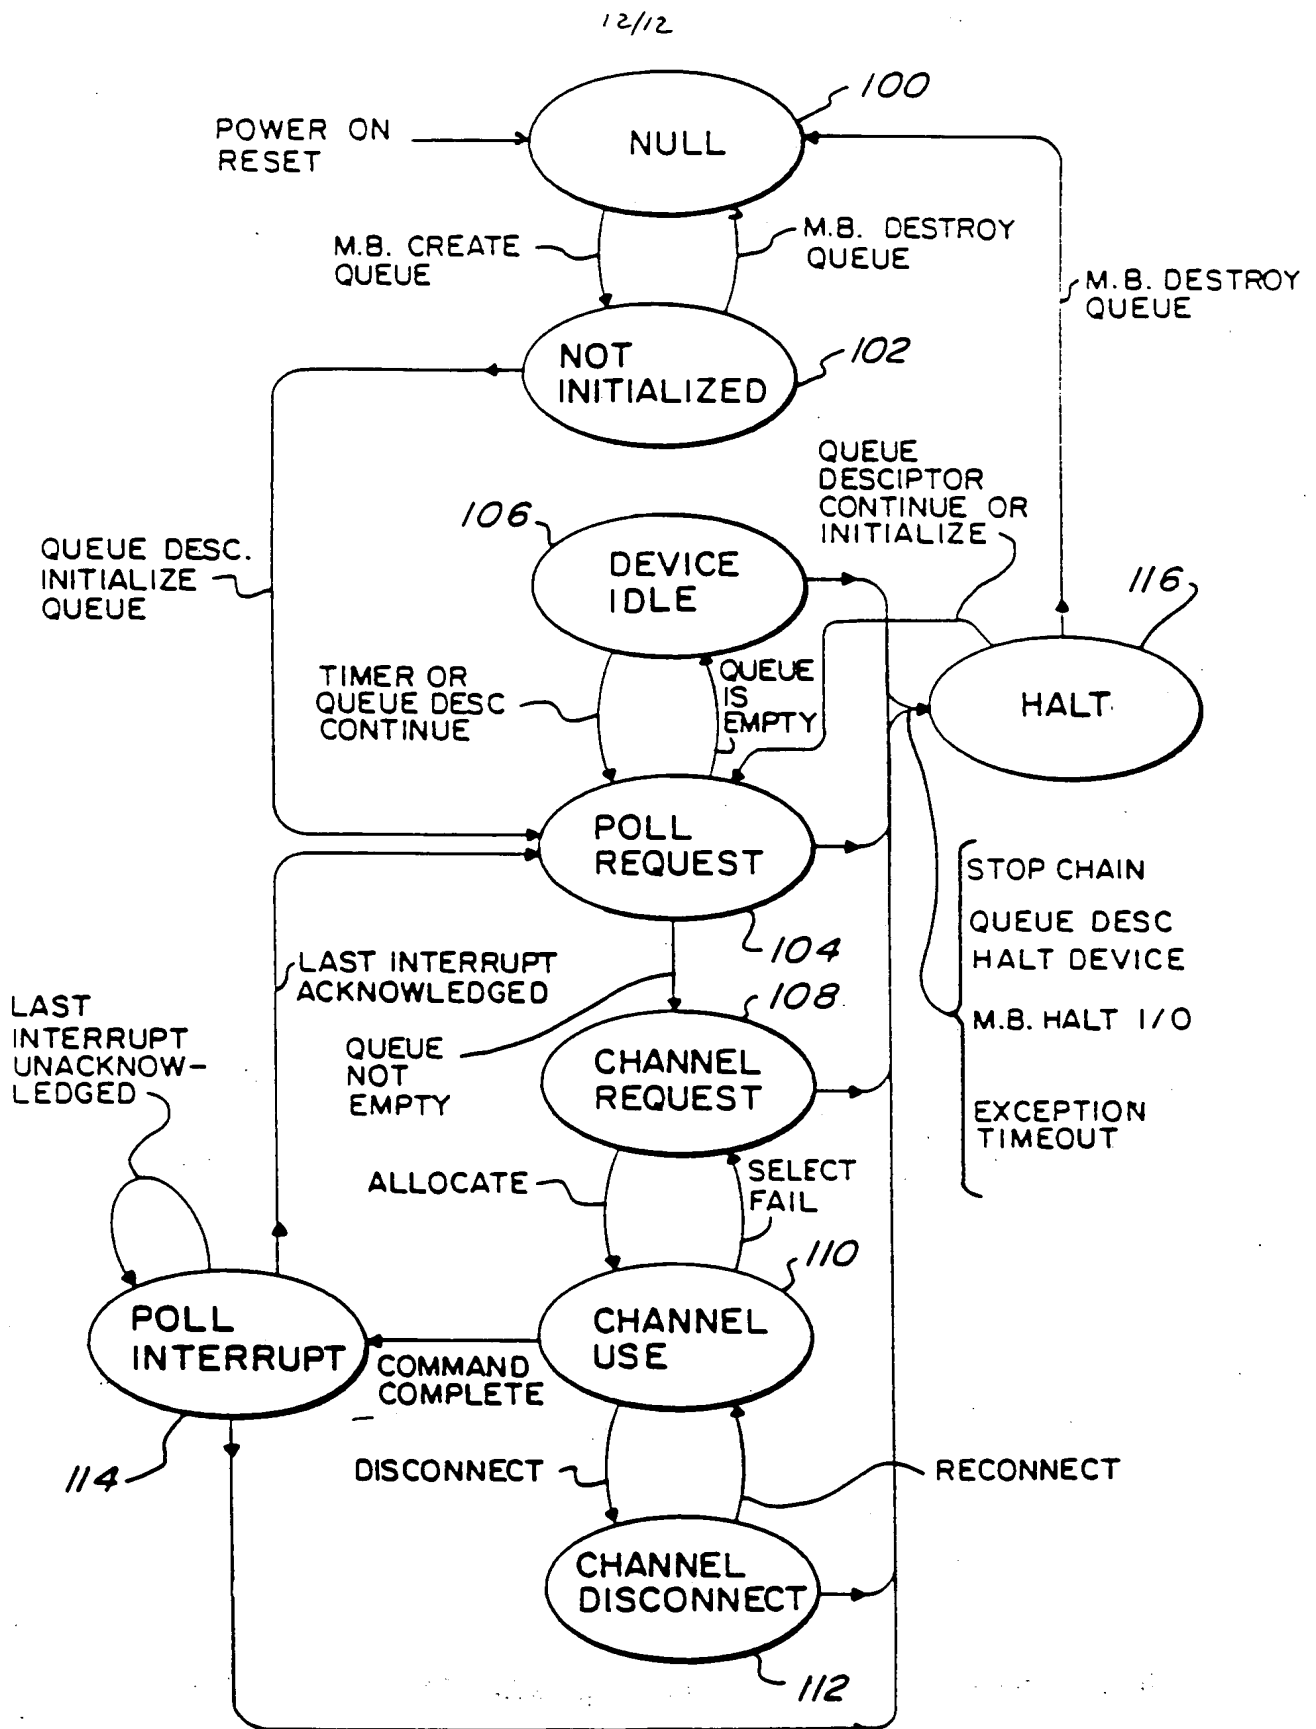 12/12
100
POWER ON
RESET
NULL
M.B. CREATE
QUEUE
M.B. DESTROY
QUEUE
M.B. DESTROY
QUEUE
NOT
INITIALIZED
102
QUEUE
DESCIPTOR
CONTINUE OR
INITIALIZE
106
QUEUE DESC.
INITIALIZE
QUEUE
DEVICE
IDLE
116
TIMER OR
QUEUE DESC
CONTINUE
QUEUE
IS
EMPTY
HALT
POLL
REQUEST
104
STOP CHAIN
QUEUE DESC
HALT DEVICE
M.B. HALT I/O
EXCEPTION
TIMEOUT
LAST INTERRUPT
ACKNOWLEDGED
108
LAST
INTERRUPT
UNACKNOW-
LEDGED
QUEUE
NOT
EMPTY
CHANNEL
REQUEST
ALLOCATE
SELECT
FAIL
110
POLL
INTERRUPT
CHANNEL
USE
COMMAND
COMPLETE
114
DISCONNECT
RECONNECT
CHANNEL
DISCONNECT
112